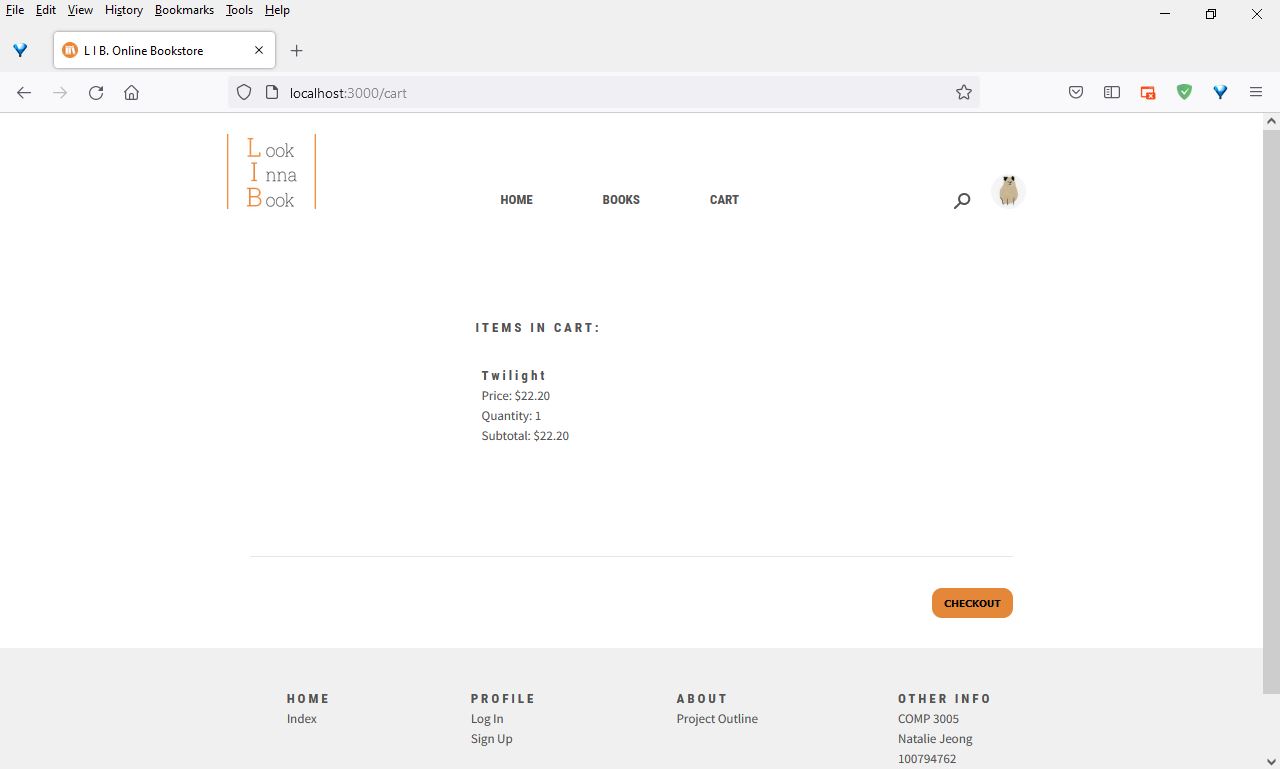 File Edit View History Bookmarks Tools Help
L I B. Online Bookstore
localhost:3000/cart
Look
Inna
Book
HOME BOOKS CART
ITEMS IN CART:
Twilight
Price: $22.20
Quantity: 1
Subtotal: $22.20
CHECKOUT
HOME PROFILE ABOUT OTHER INFO
Index Log In Project Outline COMP 3005
Sign Up Natalie Jeong
100794762